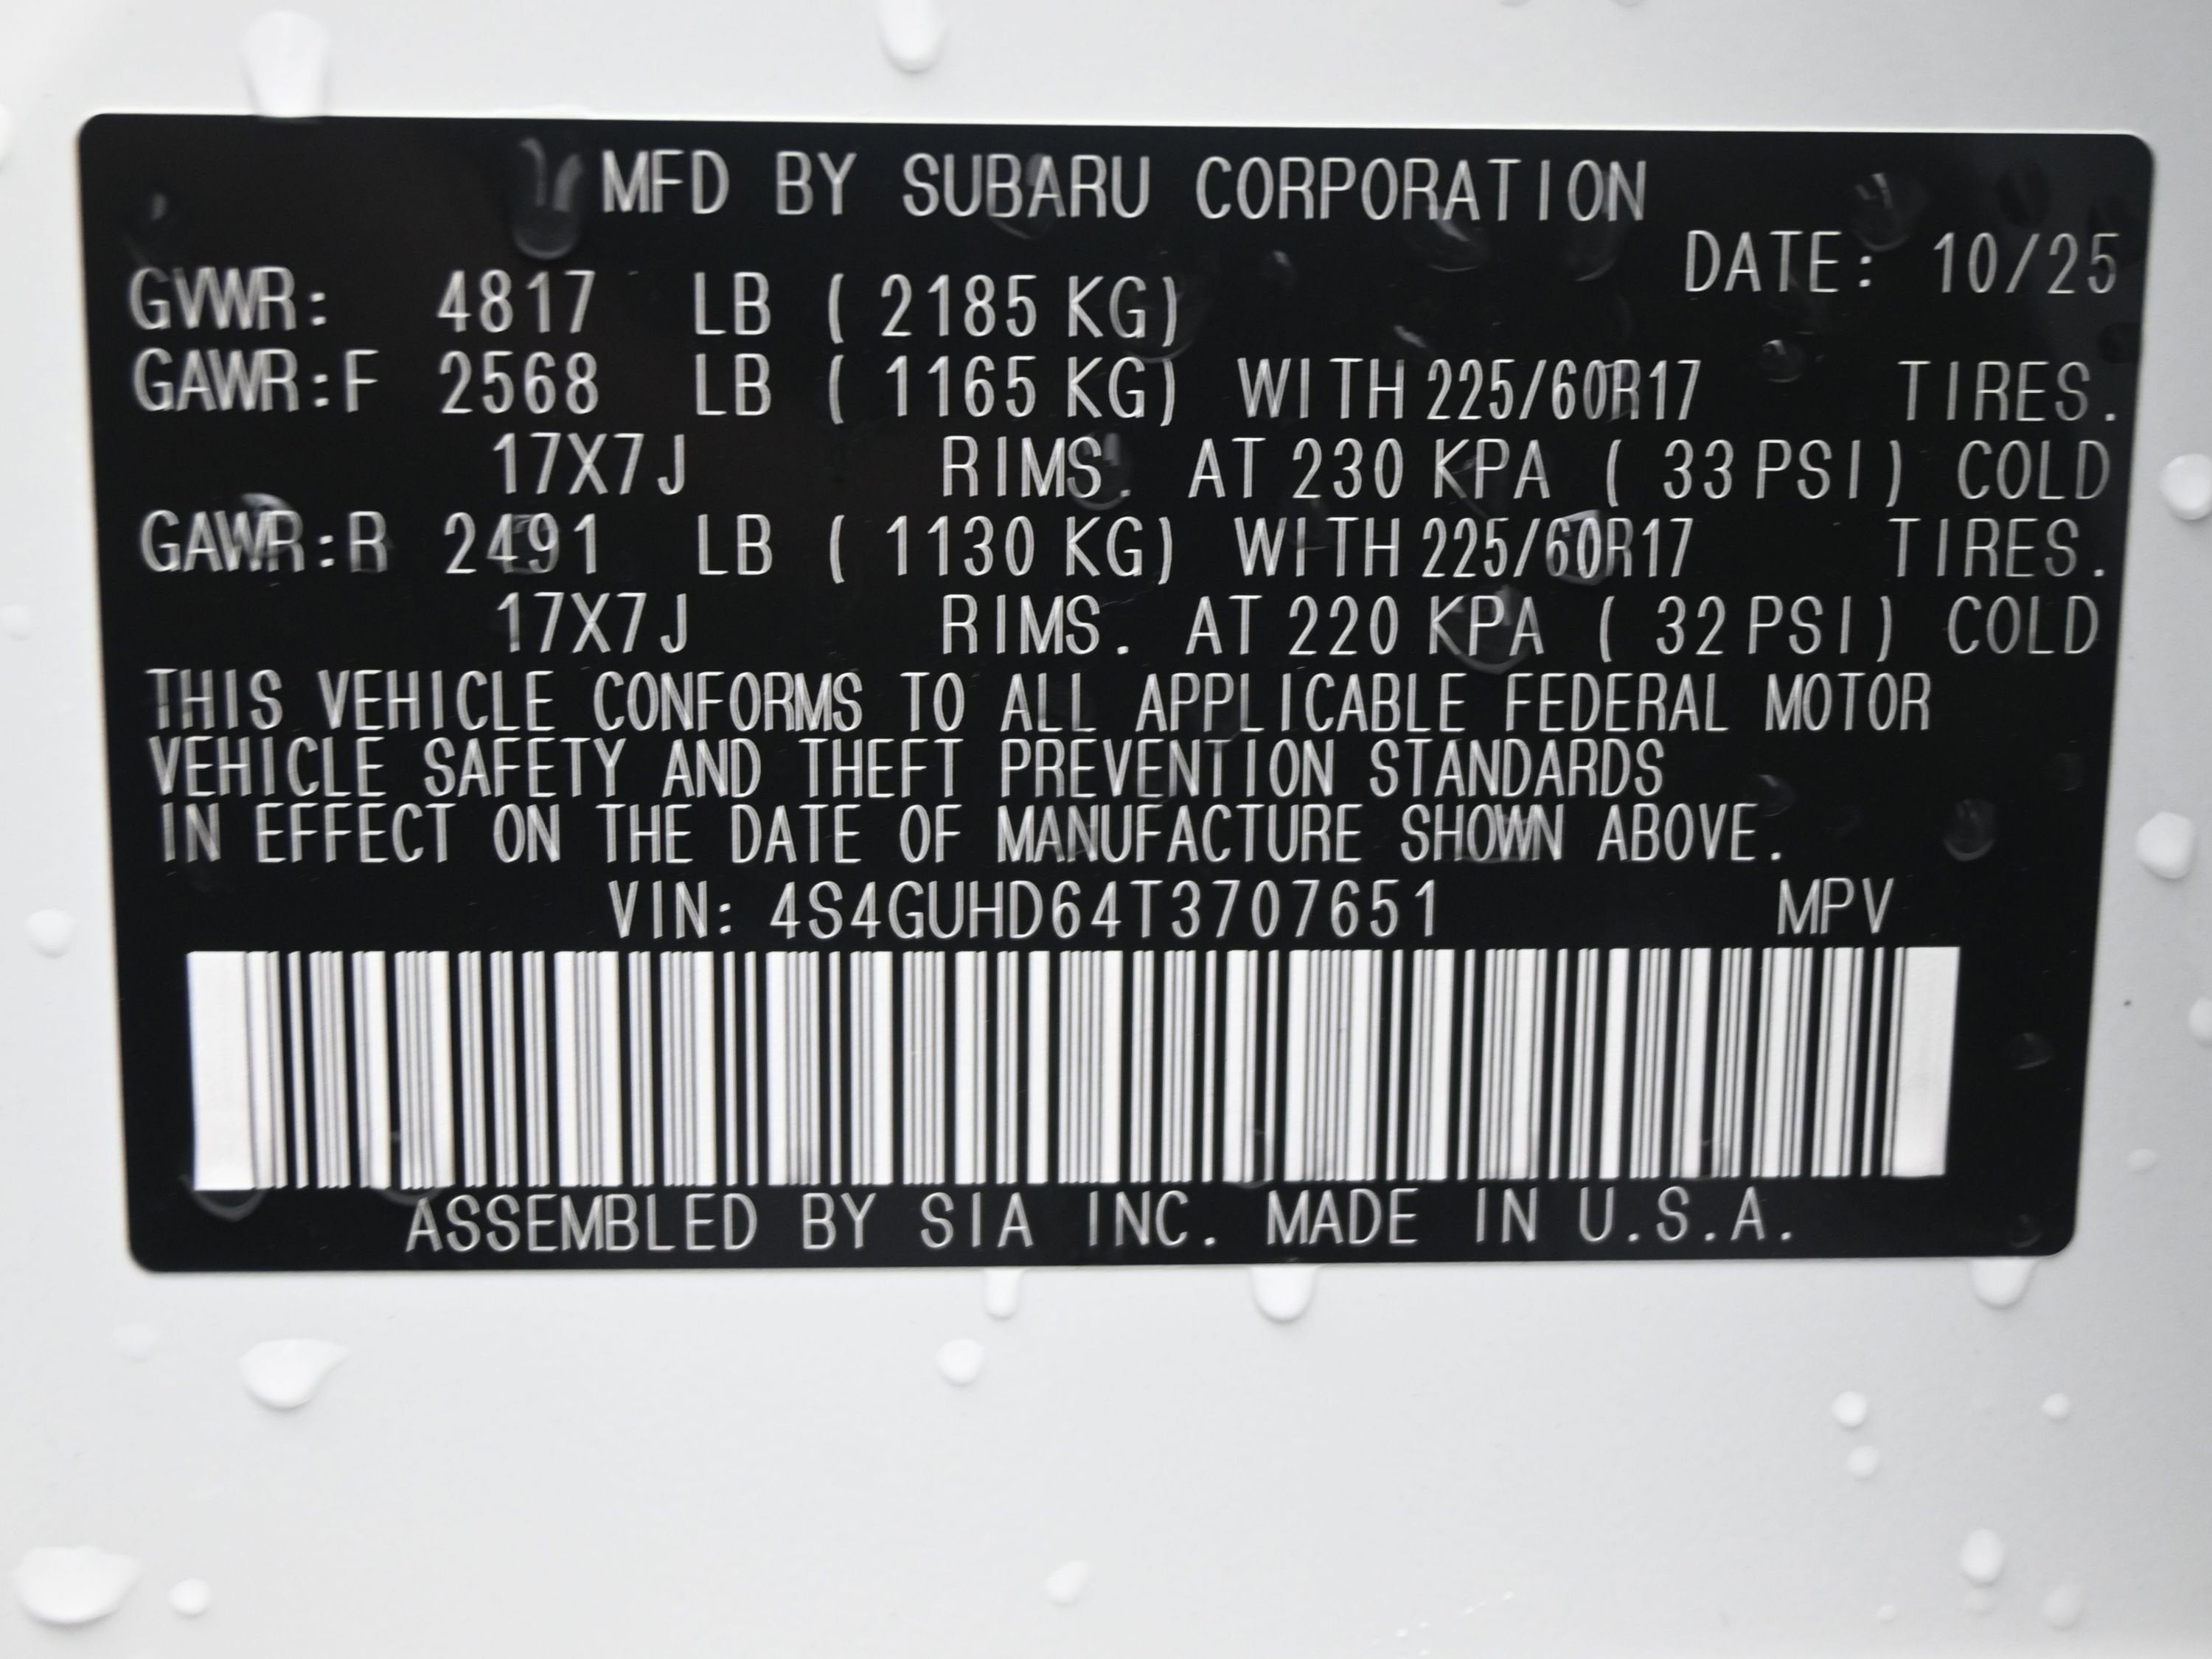 MFD BY SUBARU CORPORATION
DATE: 10/25
GVWR: 4817 LB ( 2185 KG)
GAWR:F 2568 LB ( 1165 KG) WITH 225/60R17 TIRES.
17X7J RIMS. AT 230 KPA ( 33 PSI) COLD
GAWR:R 2491 LB ( 1130 KG) WITH 225/60R17 TIRES.
17X7J RIMS. AT 220 KPA ( 32 PSI) COLD
THIS VEHICLE CONFORMS TO ALL APPLICABLE FEDERAL MOTOR
VEHICLE SAFETY AND THEFT PREVENTION STANDARDS
IN EFFECT ON THE DATE OF MANUFACTURE SHOWN ABOVE.
VIN: 4S4GUHD64T3707651 MPV
ASSEMBLED BY SIA INC. MADE IN U.S.A.